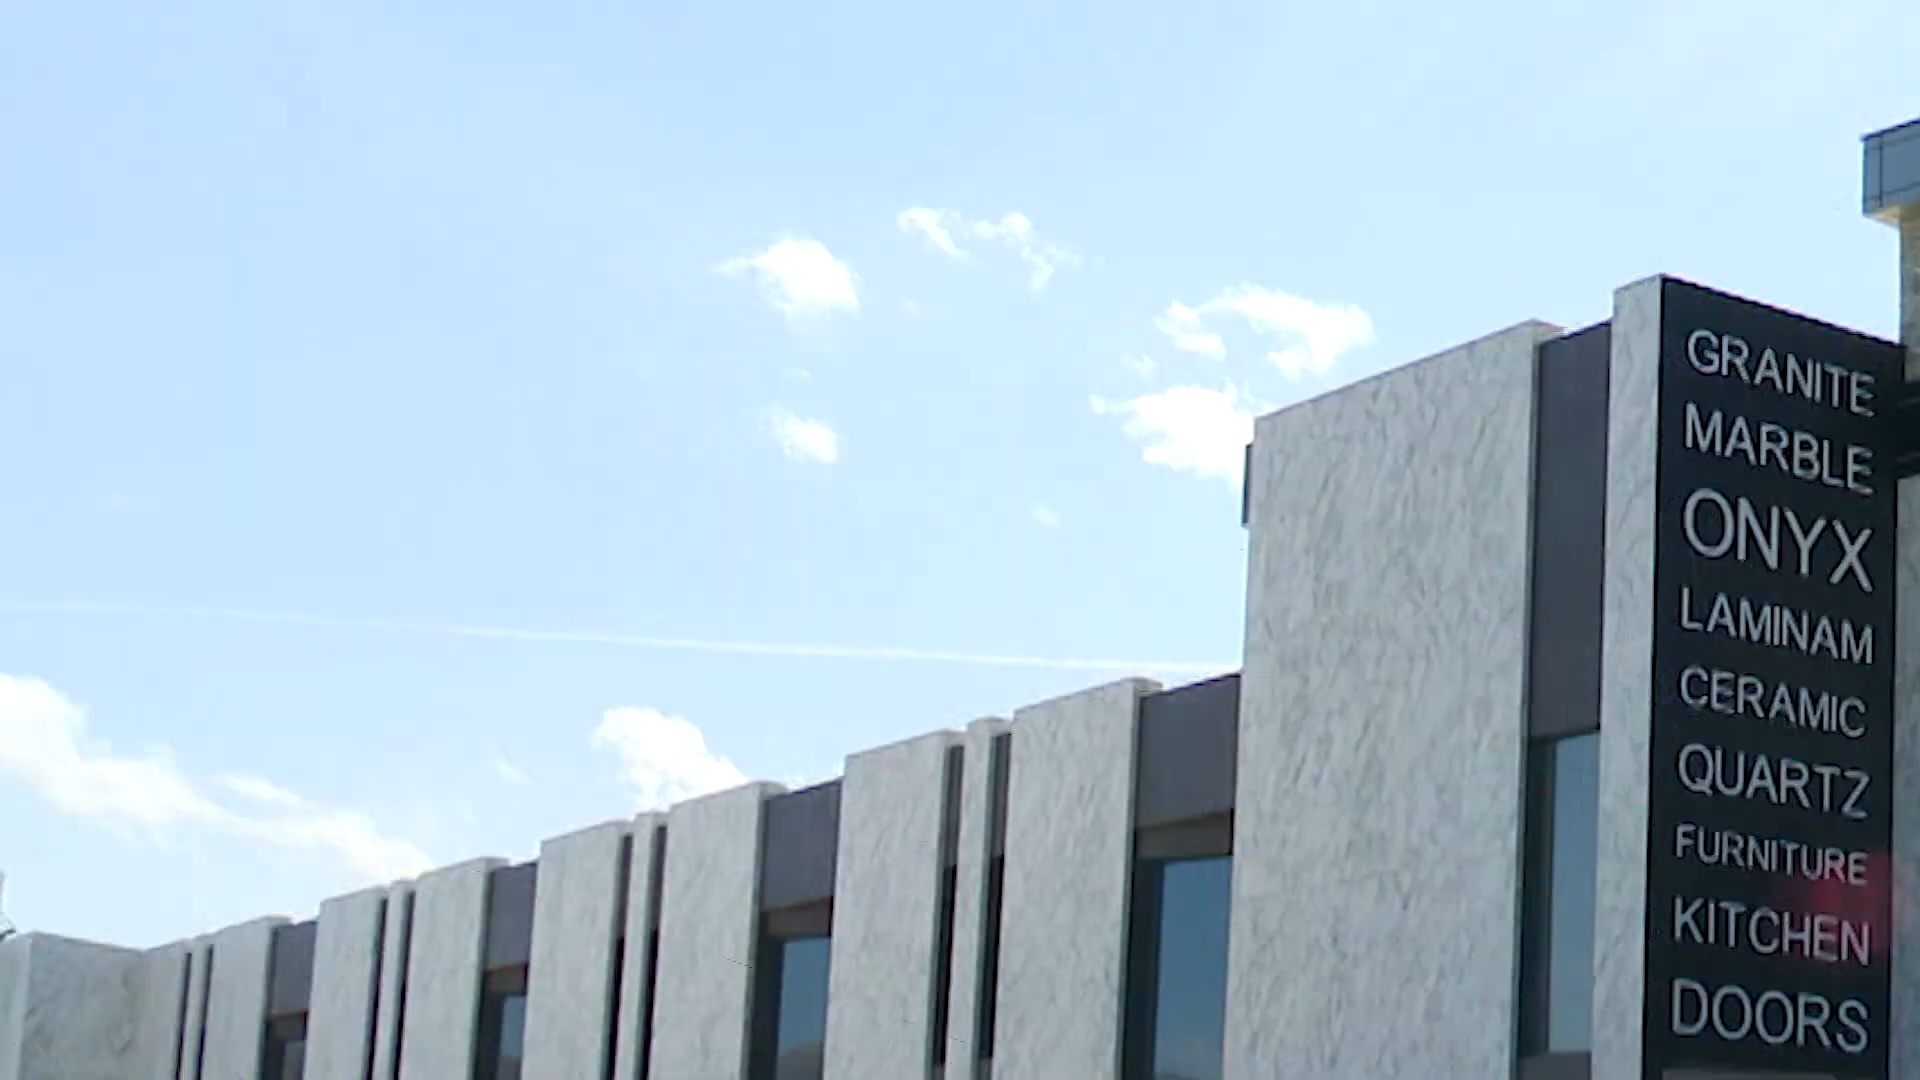 GRANITE
MARBLE
ONYX
LAMINAM
CERAMIC
QUARTZ
FURNITURE
KITCHEN
DOORS